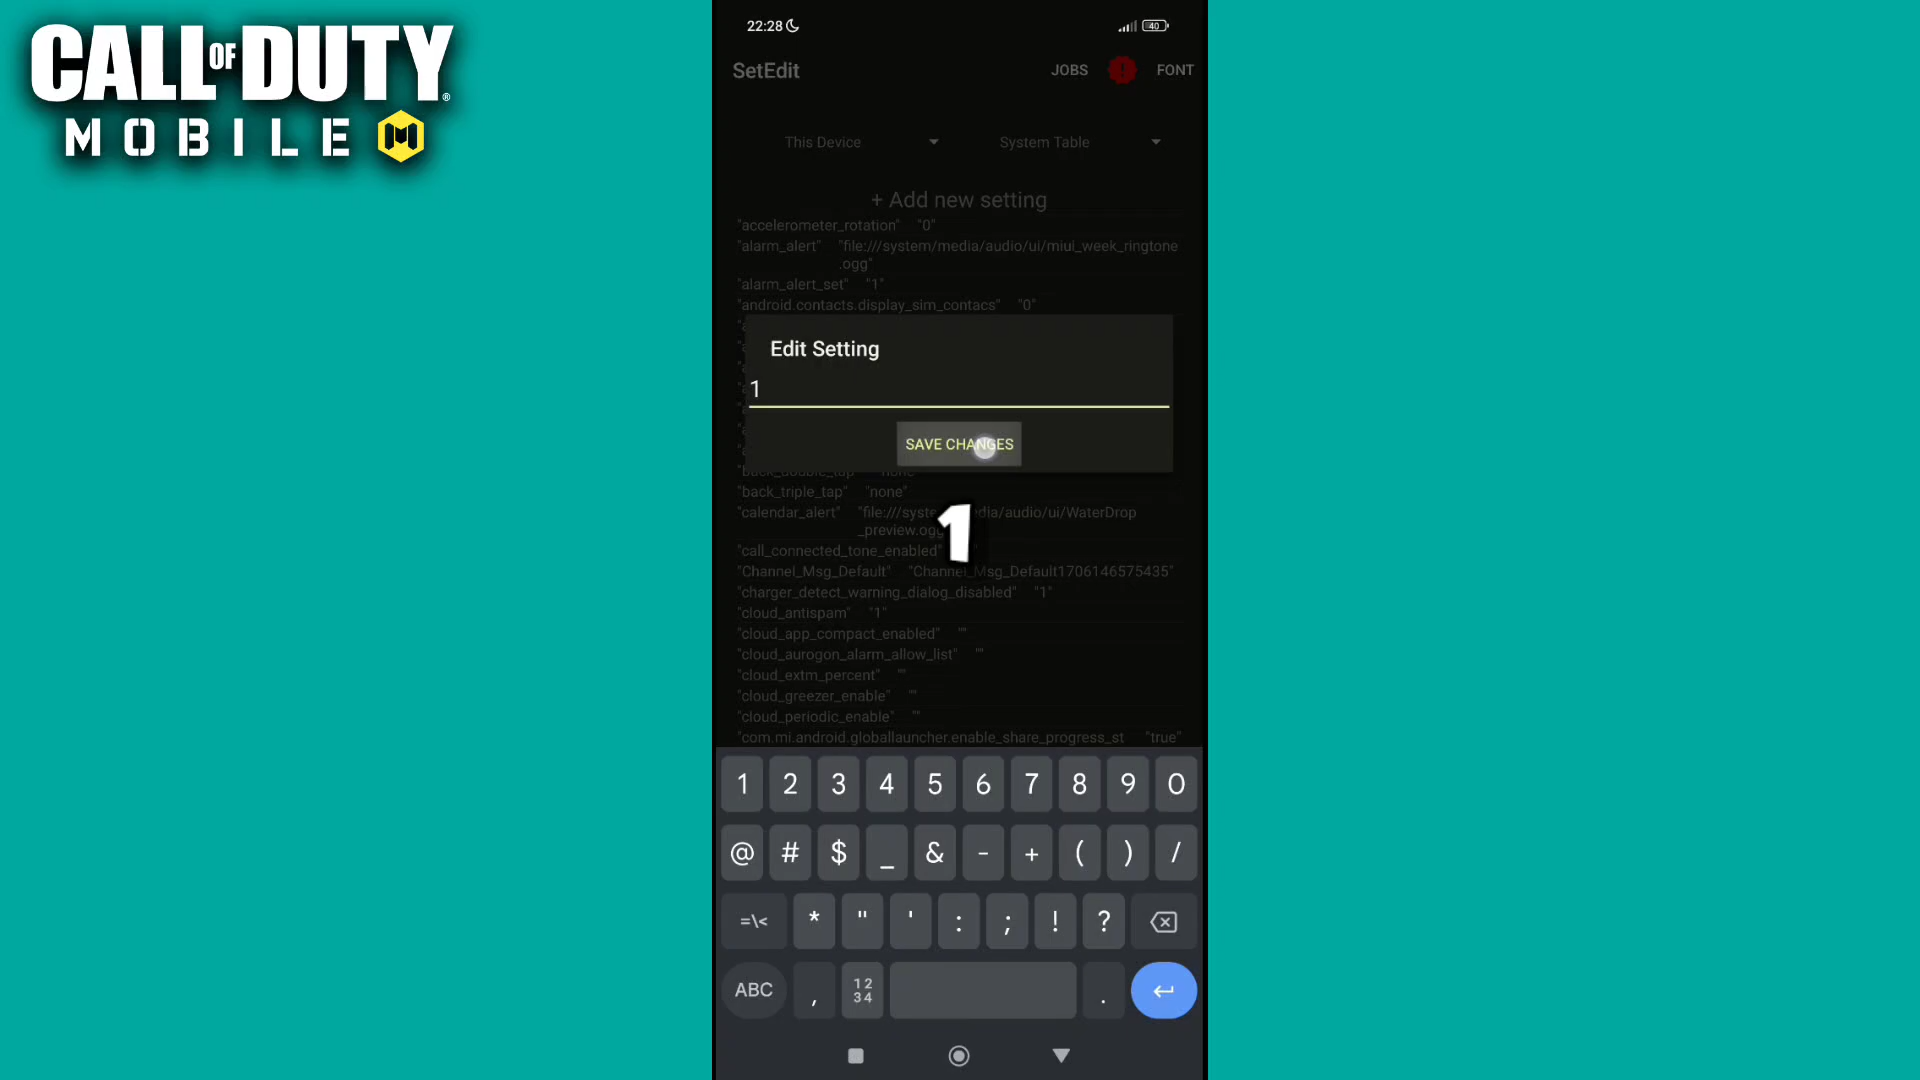 CALL OF DUTY®
MOBILE
22:28
40
SetEdit
JOBS
!
FONT
This Device
System Table
+ Add new setting
"accelerometer_rotation" "0"
"alarm_alert" "file:///system/media/audio/ui/miui_week_ringtone
.ogg"
"alarm_alert_set" "1"
"android.contacts.display_sim_contacs" "0"
Edit Setting
1
SAVE CHANGES
"back_double_tap" "none"
"back_triple_tap" "none"
"calendar_alert" "file:///syste edia/audio/ui/WaterDrop
_preview.ogg
1
"call_connected_tone_enabled"
"Channel_Msg_Default" "Channel_Msg_Default1706146575435"
"charger_detect_warning_dialog_disabled" "1"
"cloud_antispam" "1"
"cloud_app_compact_enabled" ""
"cloud_aurogon_alarm_allow_list" ""
"cloud_extm_percent" ""
"cloud_greezer_enable" ""
"cloud_periodic_enable" ""
"com.mi.android.globallauncher.enable_share_progress_st "true"
1 2 3 4 5 6 7 8 9 0
@ # $ _ & - + ( ) /
=\< * " ' : ; ! ?
ABC , 12 34 .